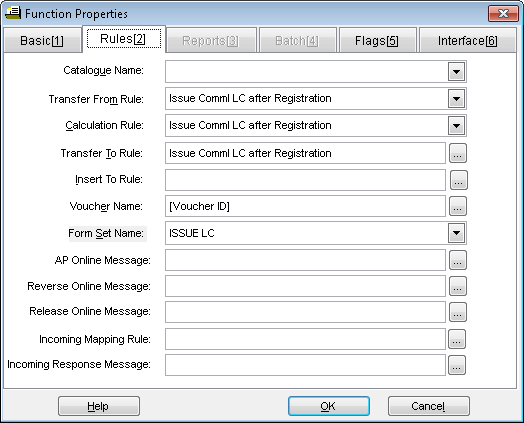 Function Properties
Basic[1] Rules[2] Reports[3] Batch[4] Flags[5] Interface[6]
Catalogue Name:
Transfer From Rule: Issue Comml LC after Registration
Calculation Rule: Issue Comml LC after Registration
Transfer To Rule: Issue Comml LC after Registration ...
Insert To Rule: ...
Voucher Name: [Voucher ID] ...
Form Set Name: ISSUE LC
AP Online Message: ...
Reverse Online Message: ...
Release Online Message: ...
Incoming Mapping Rule: ...
Incoming Response Message: ...
Help OK Cancel